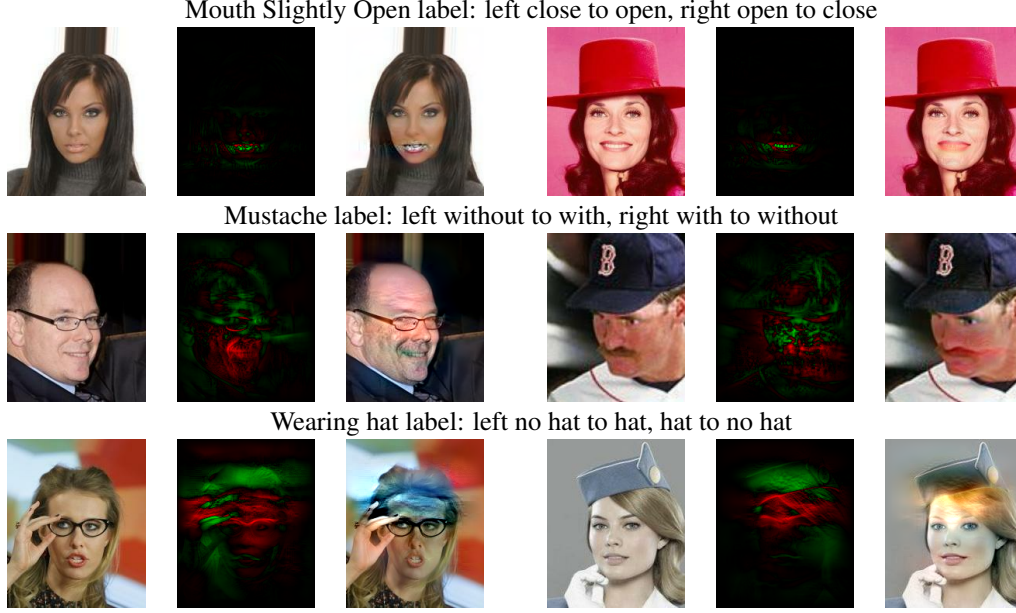 Mouth Slightly Open label: left close to open, right open to close
Mustache label: left without to with, right with to without
B
B
Wearing hat label: left no hat to hat, hat to no hat